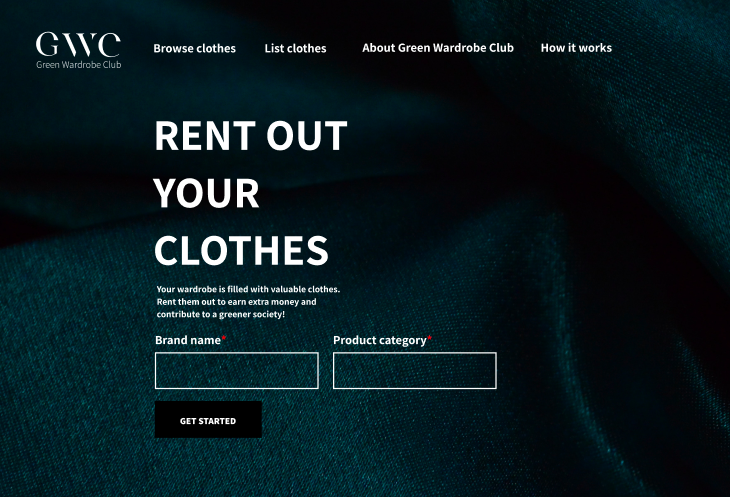 GWC
Green Wardrobe Club
Browse clothes
List clothes
About Green Wardrobe Club
How it works
RENT OUT
YOUR
CLOTHES
Your wardrobe is filled with valuable clothes.
Rent them out to earn extra money and
contribute to a greener society!
Brand name*
Product category*
GET STARTED